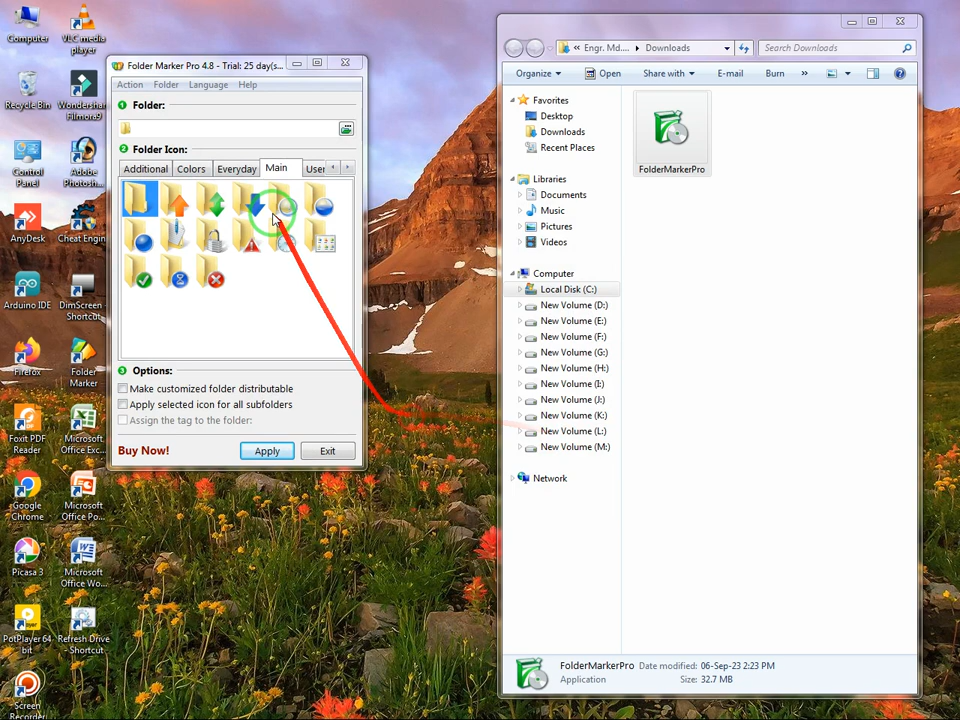 Computer
VLC media
player
Recycle Bin
Wondersha...
Filmora9
Control
Panel
Adobe
Photosh...
AnyDesk
Cheat Engin
Arduino IDE
DimScreen
Shortcut
Firefox
Folder
Marker
Foxit PDF
Reader
Microsoft
Office Exc...
Google
Chrome
Microsoft
Office Po...
Picasa 3
Microsoft
Office Wo...
PotPlayer 64
bit
Refresh Drive
- Shortcut
Screen
Recorder
Folder Marker Pro 4.8 - Trial: 25 day(s...
Action Folder Language Help
1 Folder:
2 Folder Icon:
Additional Colors Everyday Main User
3 Options:
Make customized folder distributable
Apply selected icon for all subfolders
Assign the tag to the folder:
Buy Now! Apply Exit
« Engr. Md.... Downloads Search Downloads
Organize Open Share with E-mail Burn »
Favorites
Desktop
Downloads
Recent Places
Libraries
Documents
Music
Pictures
Videos
Computer
Local Disk (C:)
New Volume (D:)
New Volume (E:)
New Volume (F:)
New Volume (G:)
New Volume (H:)
New Volume (I:)
New Volume (J:)
New Volume (K:)
New Volume (L:)
New Volume (M:)
Network
FolderMarkerPro
FolderMarkerPro Date modified: 06-Sep-23 2:23 PM
Application Size: 32.7 MB